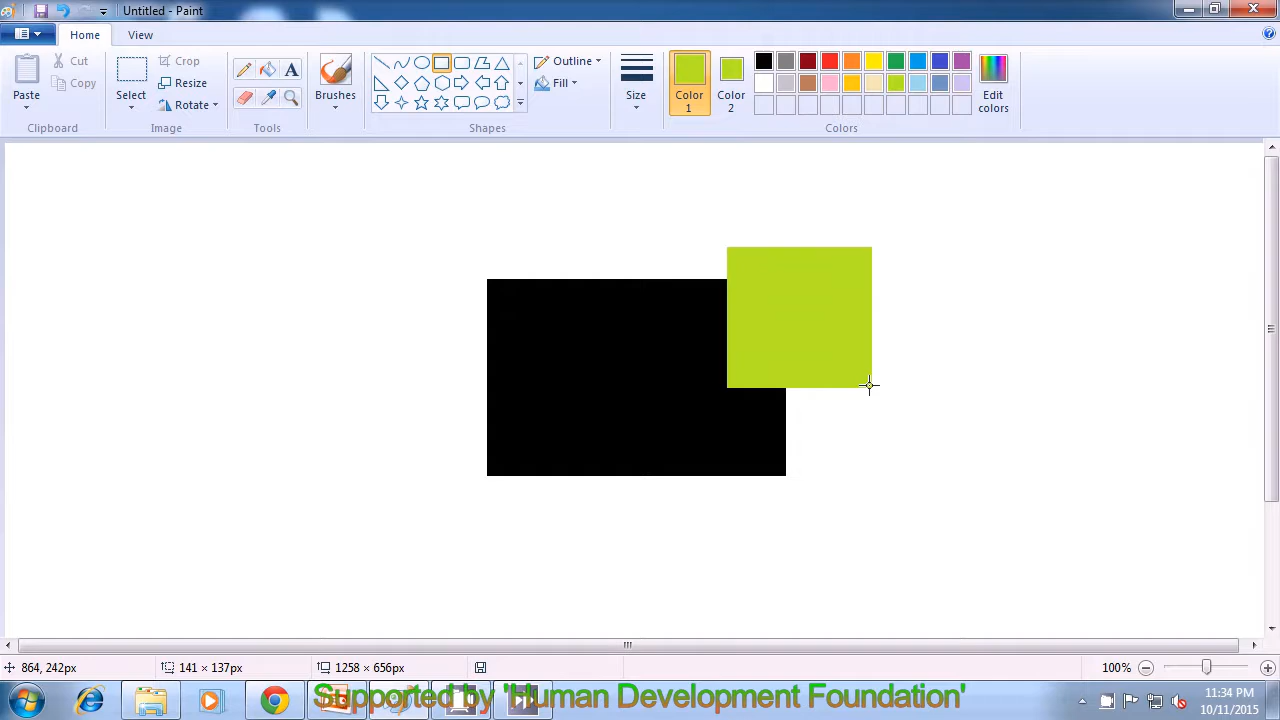 Untitled - Paint
Home
View
Paste
Cut
Copy
Clipboard
Select
Crop
Resize
Rotate
Image
Tools
Brushes
Shapes
Outline
Fill
Size
Color 1
Color 2
Edit colors
Colors
864, 242px
141 × 137px
1258 × 656px
100%
Supported by 'Human Development Foundation'
11:34 PM
10/11/2015